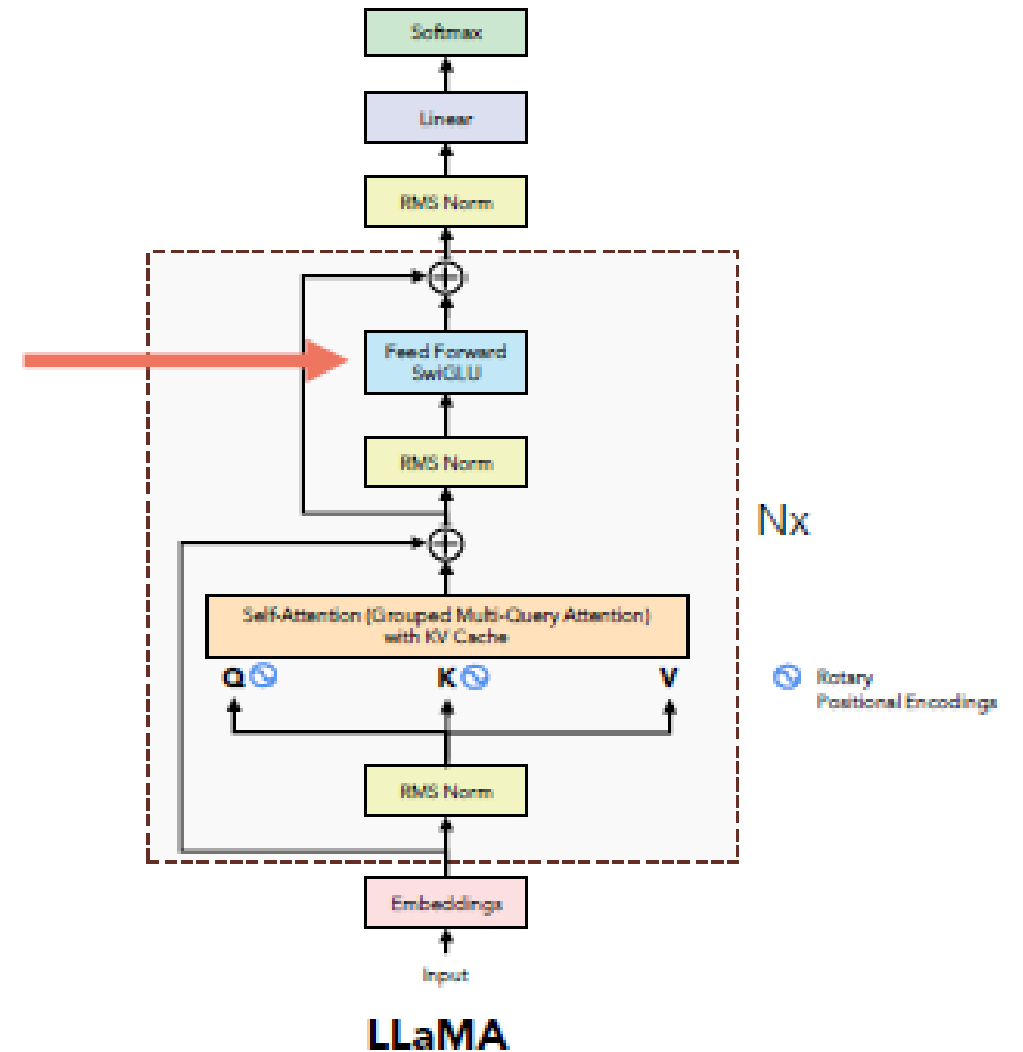 Softmax
Linear
RMS Norm
Feed Forward
SwiGLU
RMS Norm
Nx
Self-Attention (Grouped Multi-Query Attention)
with KV Cache
Q K V
Rotary
Positional Encodings
RMS Norm
Embeddings
Input
LLaMA